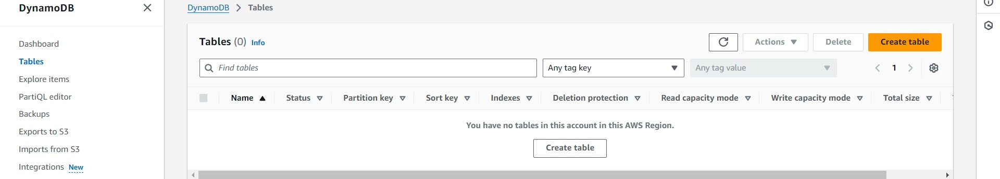 DynamoDB
Dashboard
Tables
Explore items
PartiQL editor
Backups
Exports to S3
Imports from S3
Integrations New
DynamoDB > Tables
Tables (0) Info
Actions
Delete
Create table
Find tables
Any tag key
Any tag value
1
Name Status Partition key Sort key Indexes Deletion protection Read capacity mode Write capacity mode Total size
You have no tables in this account in this AWS Region.
Create table